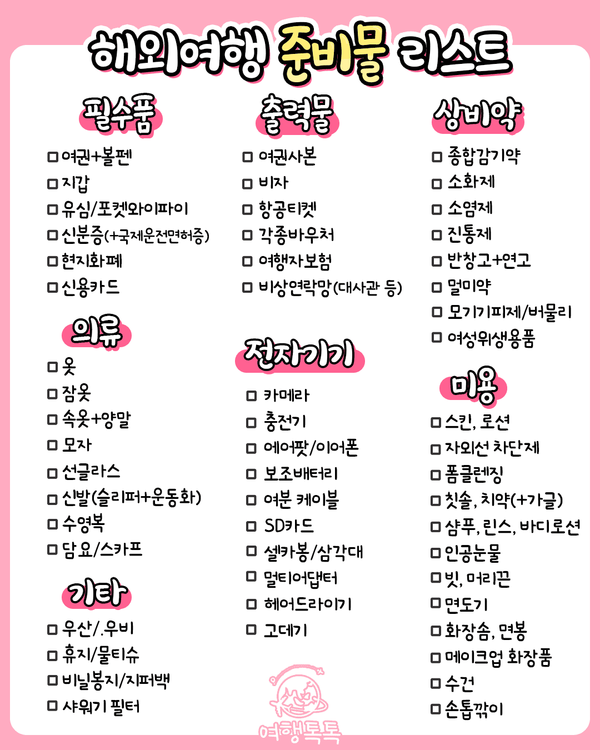 해외여행 준비물 리스트
필수품
여권+볼펜
지갑
유심/포켓와이파이
신분증(+국제운전면허증)
현지화폐
신용카드
의류
옷
잠옷
속옷+양말
모자
선글라스
신발(슬리퍼+운동화)
수영복
담요/스카프
기타
우산/.우비
휴지/물티슈
비닐봉지/지퍼백
샤워기 필터
출력물
여권사본
비자
항공티켓
각종바우처
여행자보험
비상연락망(대사관 등)
전자기기
카메라
충전기
에어팟/이어폰
보조배터리
여분 케이블
SD카드
셀카봉/삼각대
멀티어댑터
헤어드라이기
고데기
상비약
종합감기약
소화제
소염제
진통제
반창고+연고
멀미약
모기기피제/버물리
여성위생용품
미용
스킨, 로션
자외선 차단제
폼클렌징
칫솔, 치약(+가글)
샴푸, 린스, 바디로션
인공눈물
빗, 머리끈
면도기
화장솜, 면봉
메이크업 화장품
수건
손톱깎이
여행톡톡